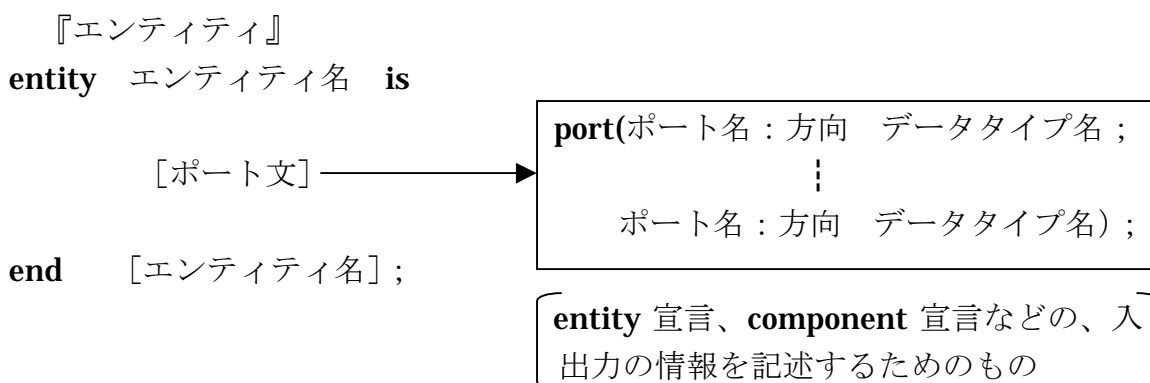 『エンティティ』
entity　エンティティ名　is
［ポート文］
end　　［エンティティ名］;
port(ポート名：方向　データタイプ名；
ポート名：方向　データタイプ名）；
entity 宣言、component 宣言などの、入
出力の情報を記述するためのもの